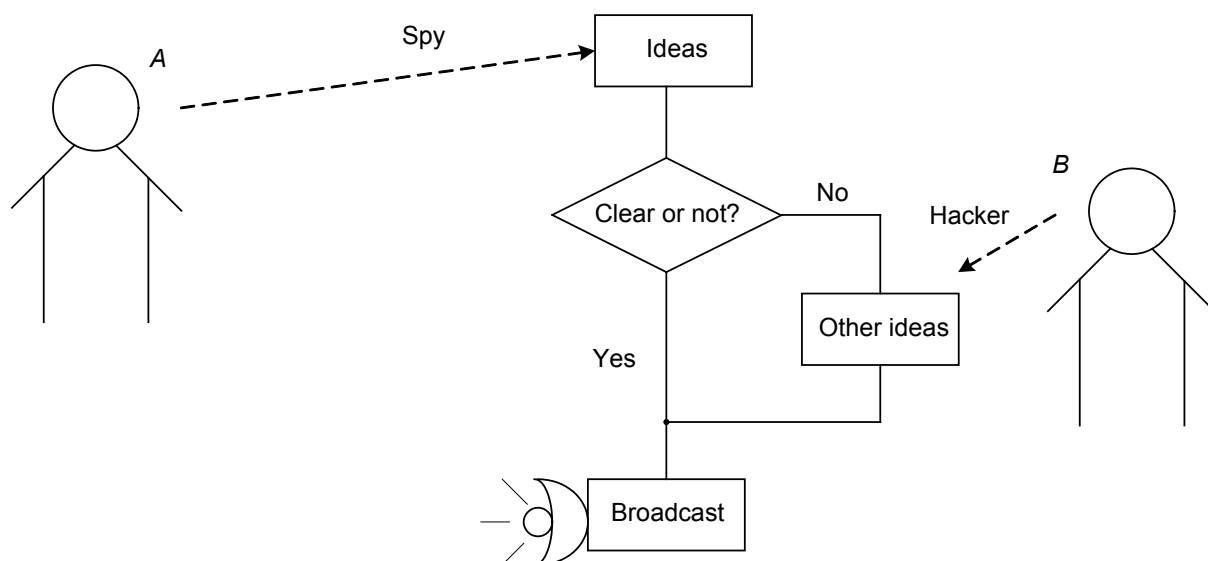 Spy
Ideas
A
B
Clear or not?
No
Hacker
Other ideas
Yes
Broadcast